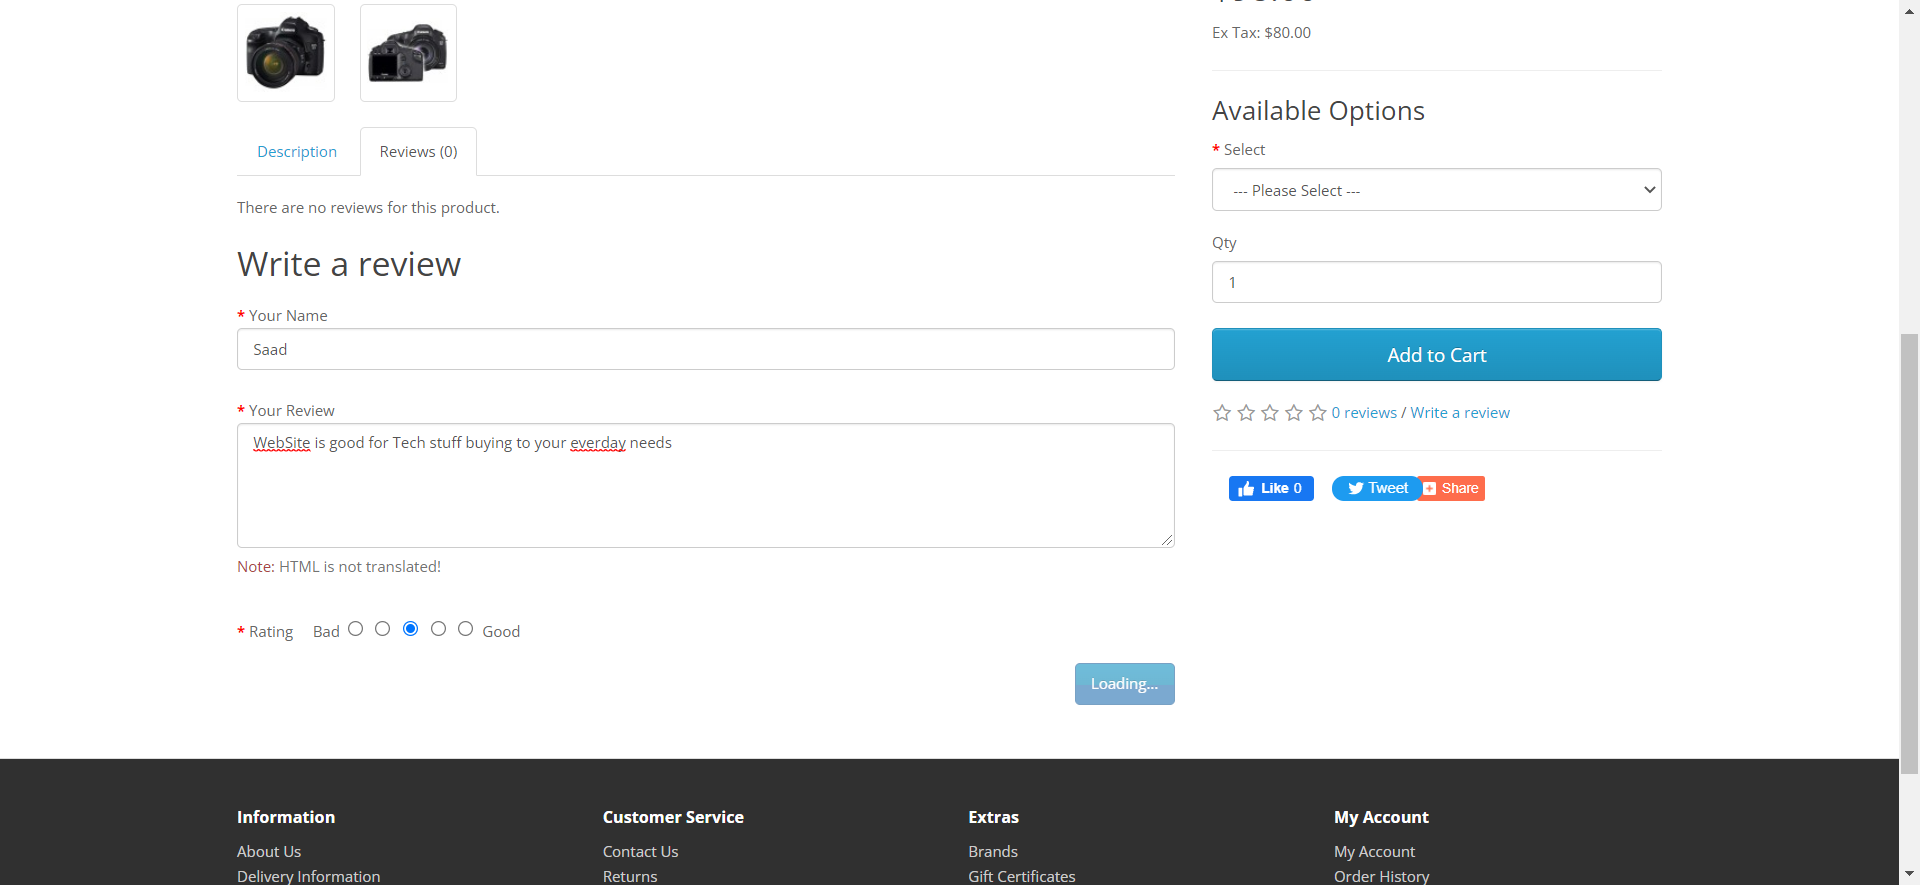 Ex Tax: $80.00
Description
Reviews (0)
There are no reviews for this product.
Write a review
* Your Name
Saad
* Your Review
WebSite is good for Tech stuff buying to your everday needs
Note: HTML is not translated!
* Rating Bad Good
Loading...
Available Options
* Select
--- Please Select ---
Qty
1
Add to Cart
0 reviews / Write a review
Like 0
Tweet
Share
Information
About Us
Delivery Information
Customer Service
Contact Us
Returns
Extras
Brands
Gift Certificates
My Account
My Account
Order History